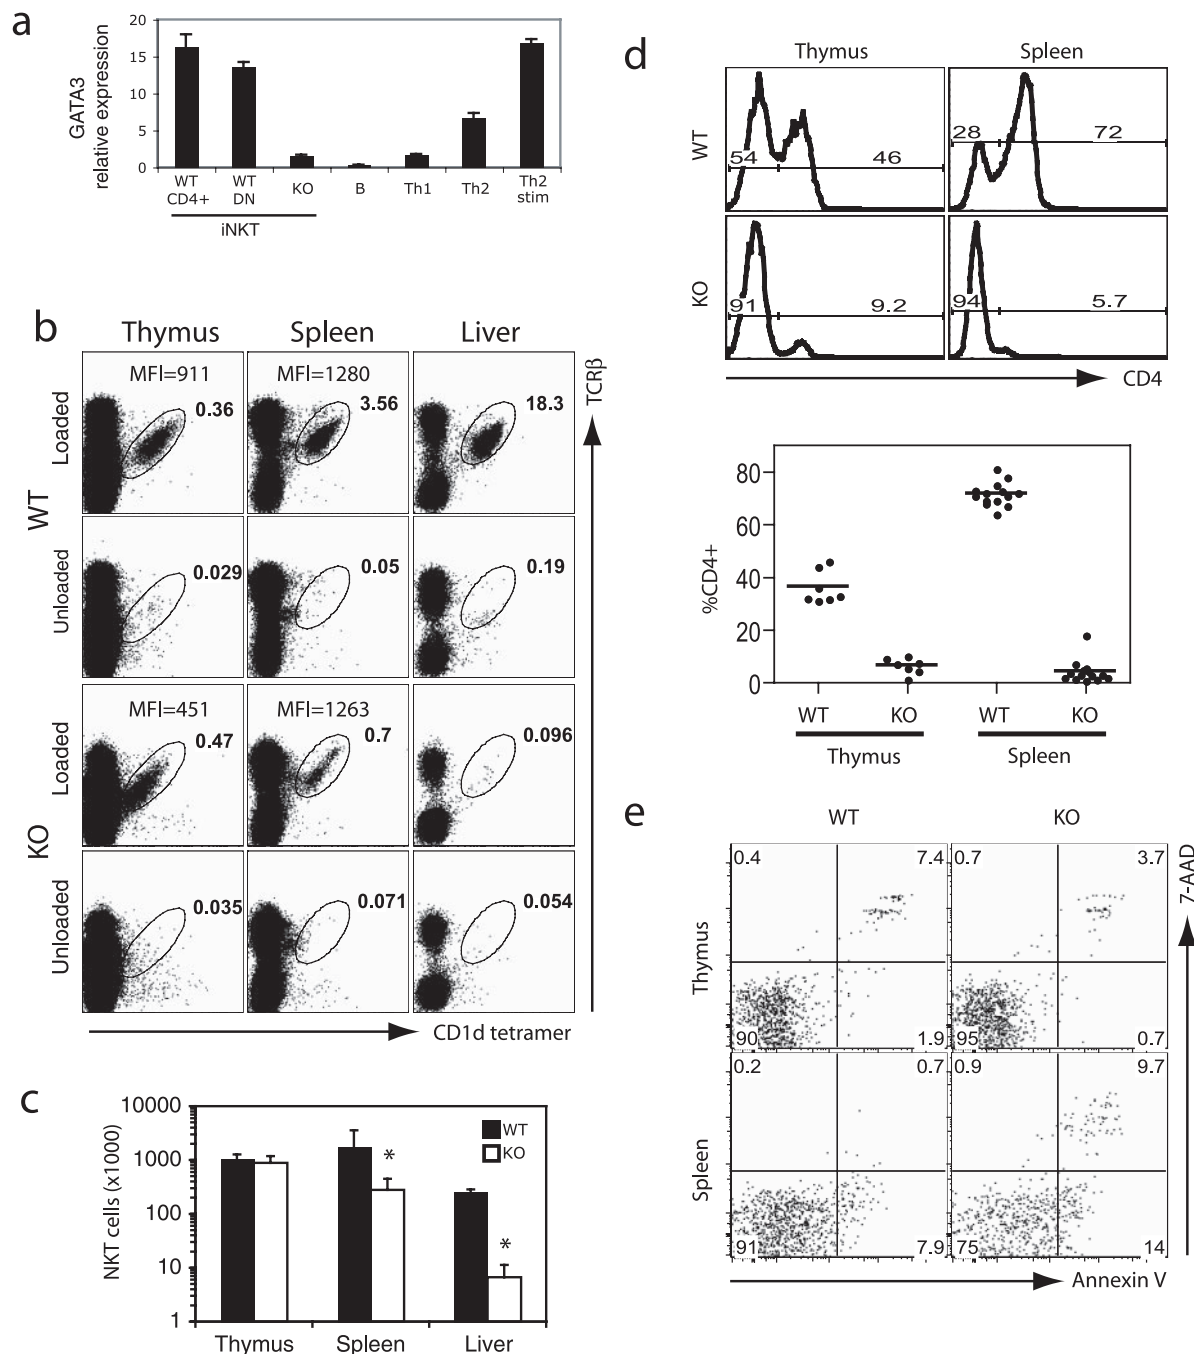 a
GATA3
relative expression
20
15
10
5
0
WT
CD4+
WT
DN
KO
B
Th1
Th2
Th2
stim
iNKT
b
Thymus
Spleen
Liver
WT
Loaded
MFI=911
0.36
MFI=1280
3.56
18.3
Unloaded
0.029
0.05
0.19
KO
Loaded
MFI=451
0.47
MFI=1263
0.7
0.096
Unloaded
0.035
0.071
0.054
TCRβ
CD1d tetramer
c
NKT cells (x1000)
10000
1000
100
10
1
WT
KO
*
*
Thymus
Spleen
Liver
d
Thymus
Spleen
WT
54
46
28
72
KO
91
9.2
94
5.7
CD4
%CD4+
80
60
40
20
0
WT
KO
WT
KO
Thymus
Spleen
e
WT
KO
Thymus
0.4
7.4
0.7
3.7
90
1.9
95
0.7
Spleen
0.2
0.7
0.9
9.7
91
7.9
75
14
7-AAD
Annexin V